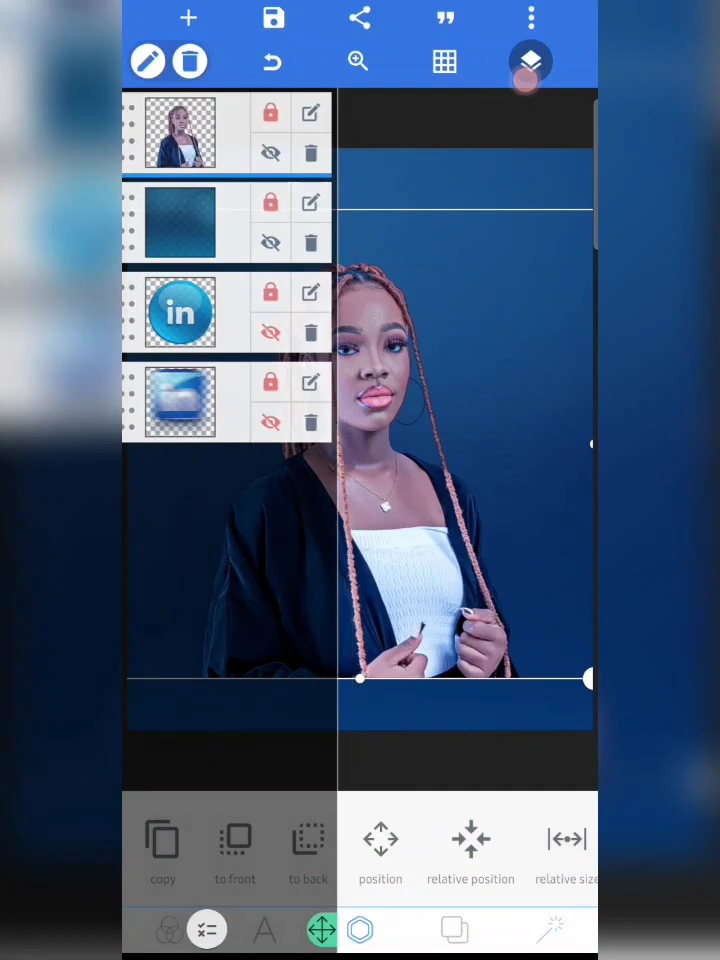 in
copy
to front
to back
position
relative position
relative size